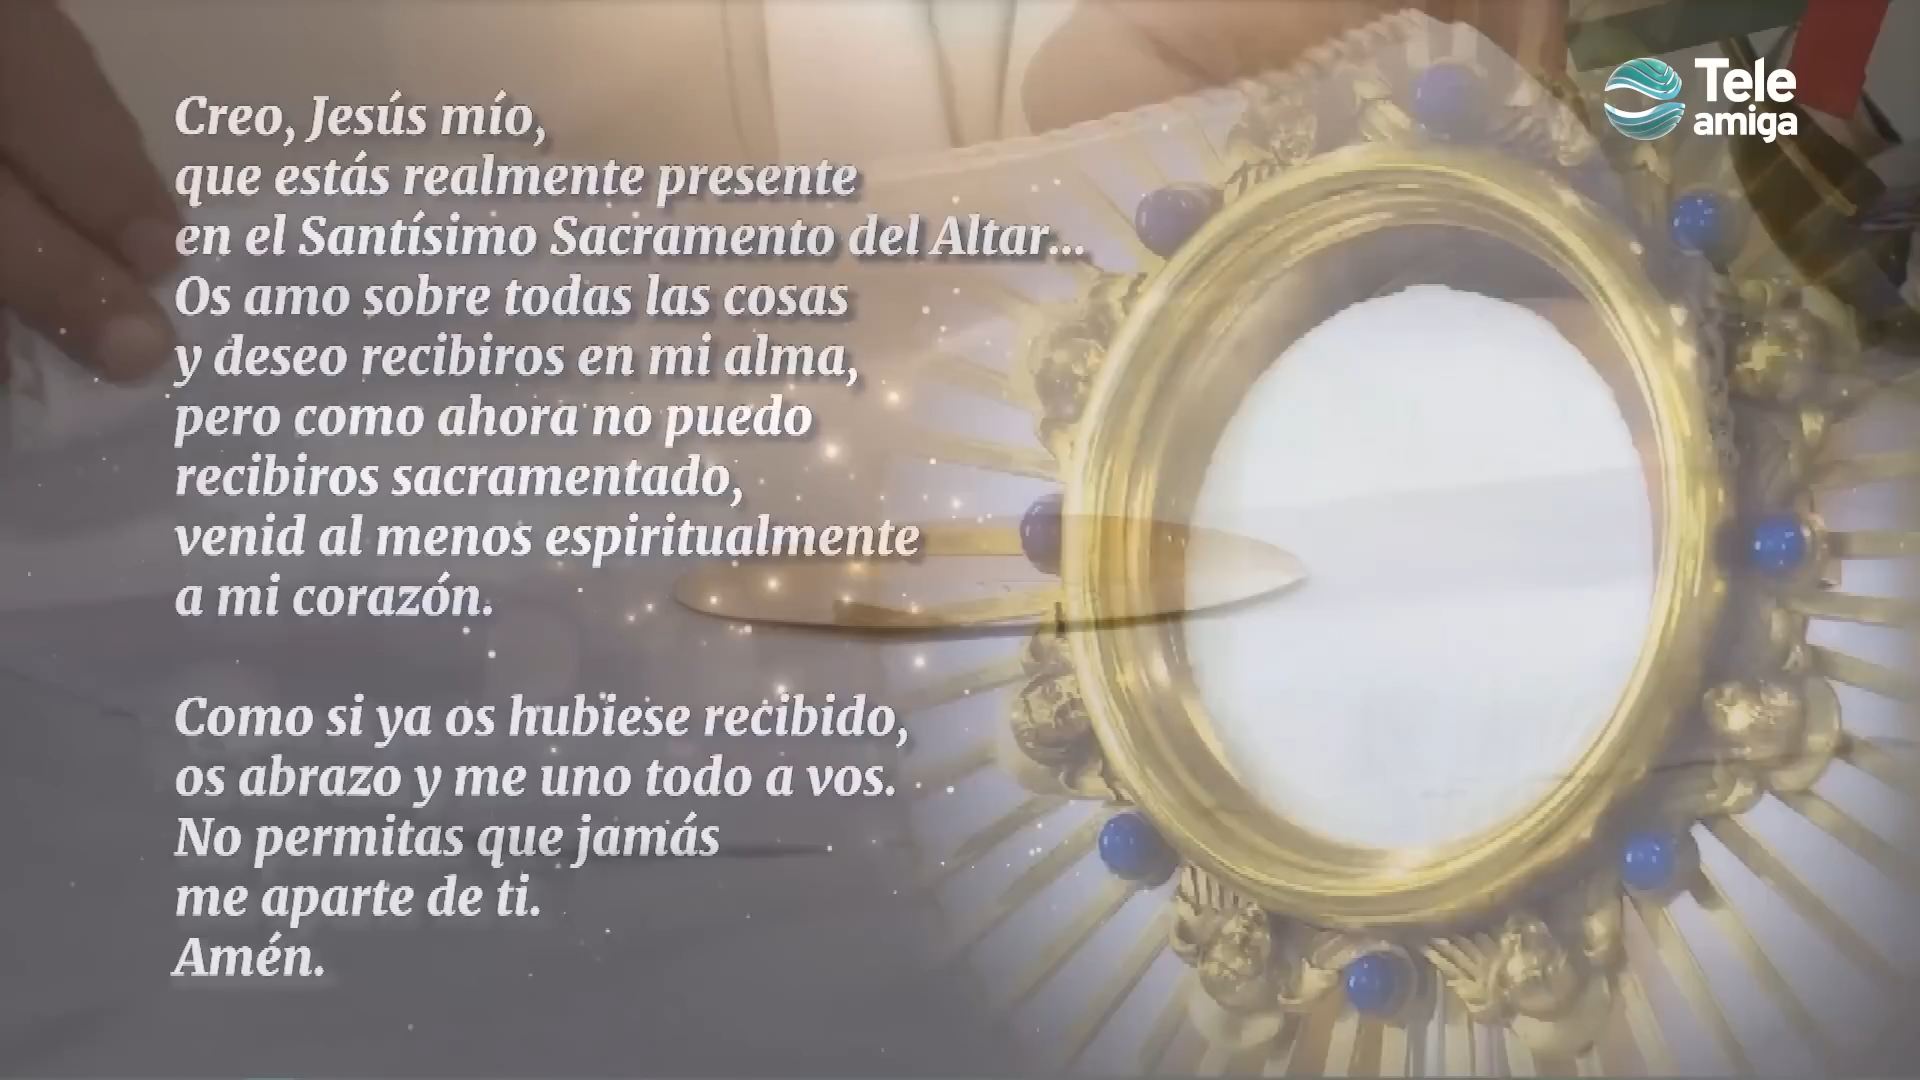 Creo, Jesús mío,
que estás realmente presente
en el Santísimo Sacramento del Altar...
Os amo sobre todas las cosas
y deseo recibiros en mi alma,
pero como ahora no puedo
recibiros sacramentado,
venid al menos espiritualmente
a mi corazón.
Como si ya os hubiese recibido,
os abrazo y me uno todo a vos.
No permitas que jamás
me aparte de ti.
Amén.
Tele
amiga